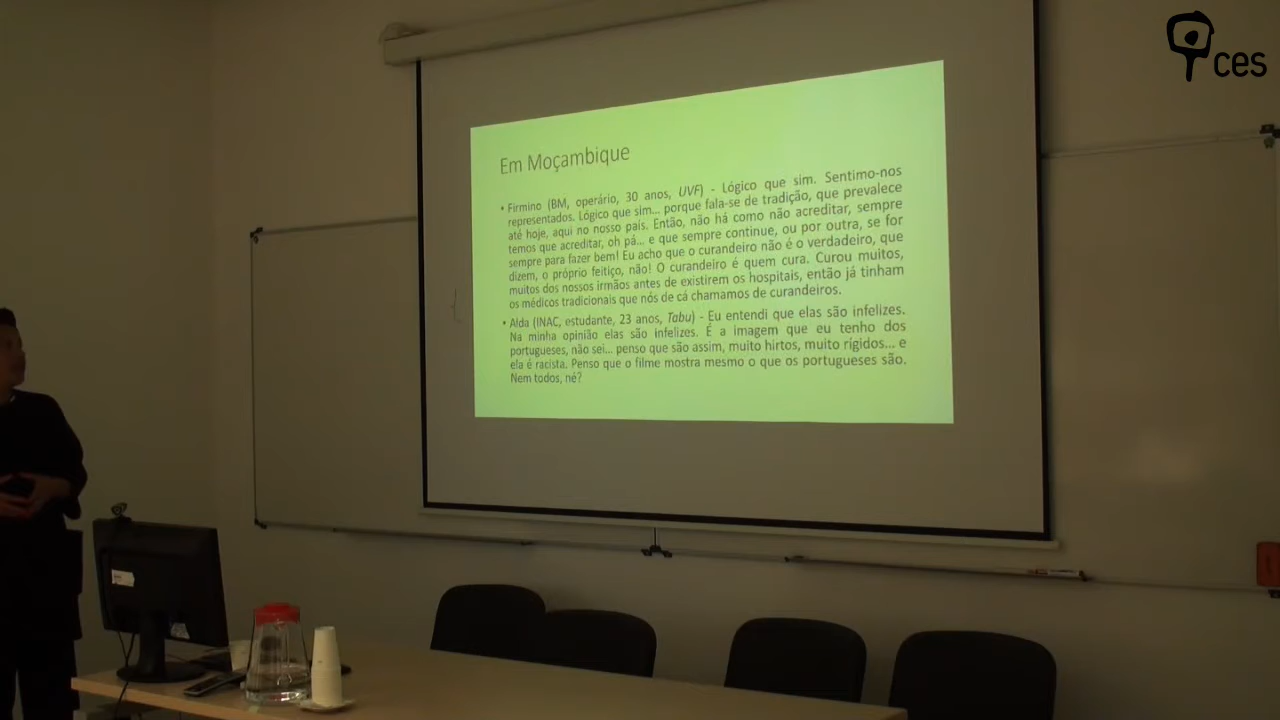 ces
Em Moçambique
• Firmino (BM, operário, 30 anos, UVF) - Lógico que sim. Sentimo-nos
representados. Lógico que sim... porque fala-se de tradição, que prevalece
até hoje, aqui no nosso país. Então, não há como não acreditar, sempre
temos que acreditar, oh pá... e que sempre continue, ou por outra, se for
sempre para fazer bem! Eu acho que o curandeiro não é o verdadeiro, que
dizem, o próprio feitiço, não! O curandeiro é quem cura. Curou muitos,
muitos dos nossos irmãos antes de existirem os hospitais, então já tinham
os médicos tradicionais que nós de cá chamamos de curandeiros.
• Alda (INAC, estudante, 23 anos, Tabu) - Eu entendi que elas são infelizes.
Na minha opinião elas são infelizes. É a imagem que eu tenho dos
portugueses, não sei... penso que são assim, muito hirtos, muito rígidos... e
ela é racista. Penso que o filme mostra mesmo o que os portugueses são.
Nem todos, né?